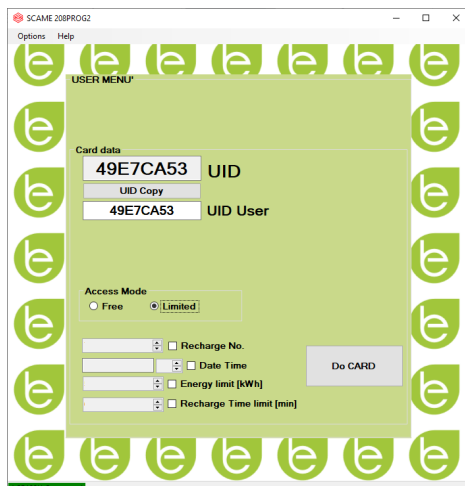 SCAME 208PROG2
Options Help
USER MENU'
Card data
49E7CA53 UID
UID Copy
49E7CA53 UID User
Access Mode
Free Limited
Recharge No.
Date Time
Do CARD
Energy limit [kWh]
Recharge Time limit [min]